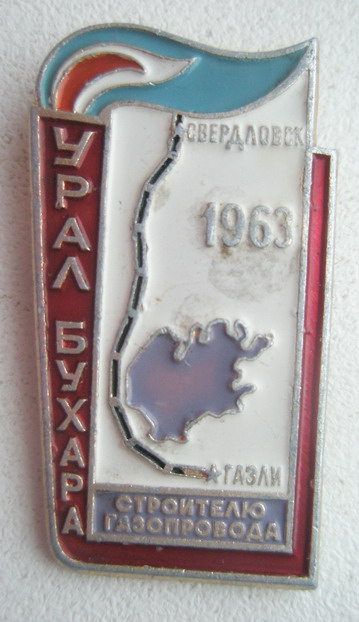 УРАЛ БУХАРА
СВЕРДЛОВСК
1963
ГАЗЛИ
СТРОИТЕЛЮ
ГАЗОПРОВОДА